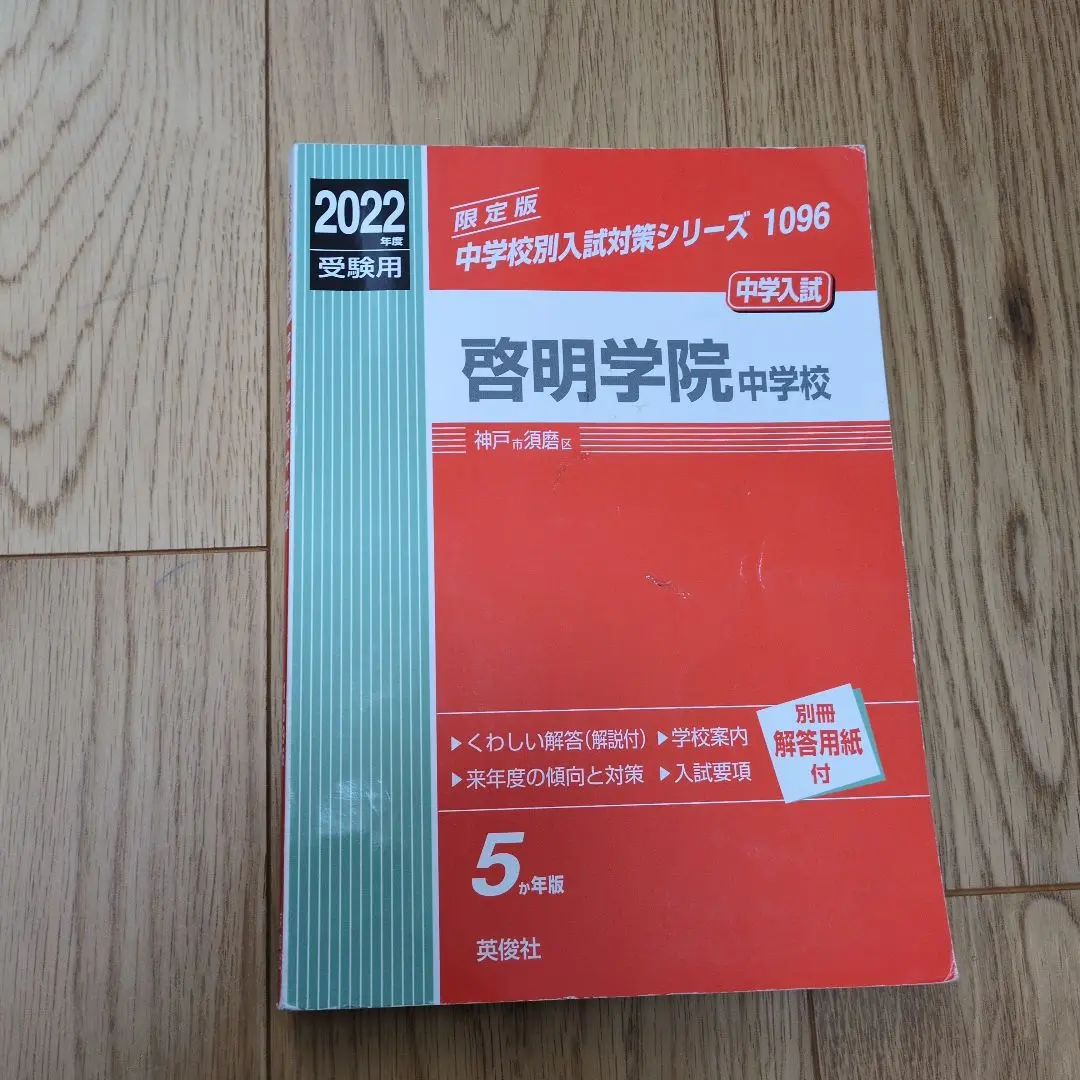 2022
年度
受験用
限定版
中学校別入試対策シリーズ 1096
中学入試
啓明学院中学校
神戸市須磨区
▶くわしい解答(解説付) ▶学校案内
▶来年度の傾向と対策 ▶入試要項
別冊
解答用紙
付
5か年版
英俊社